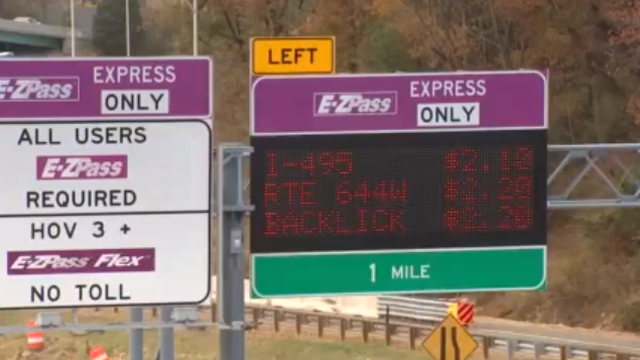 E-ZPass EXPRESS
ONLY
ALL USERS
E-ZPass
REQUIRED
HOV 3 +
E-ZPass Flex
NO TOLL
LEFT
E-ZPass EXPRESS
ONLY
I-495 $2.10
RTE 644W $2.20
BACKLICK $2.20
1 MILE